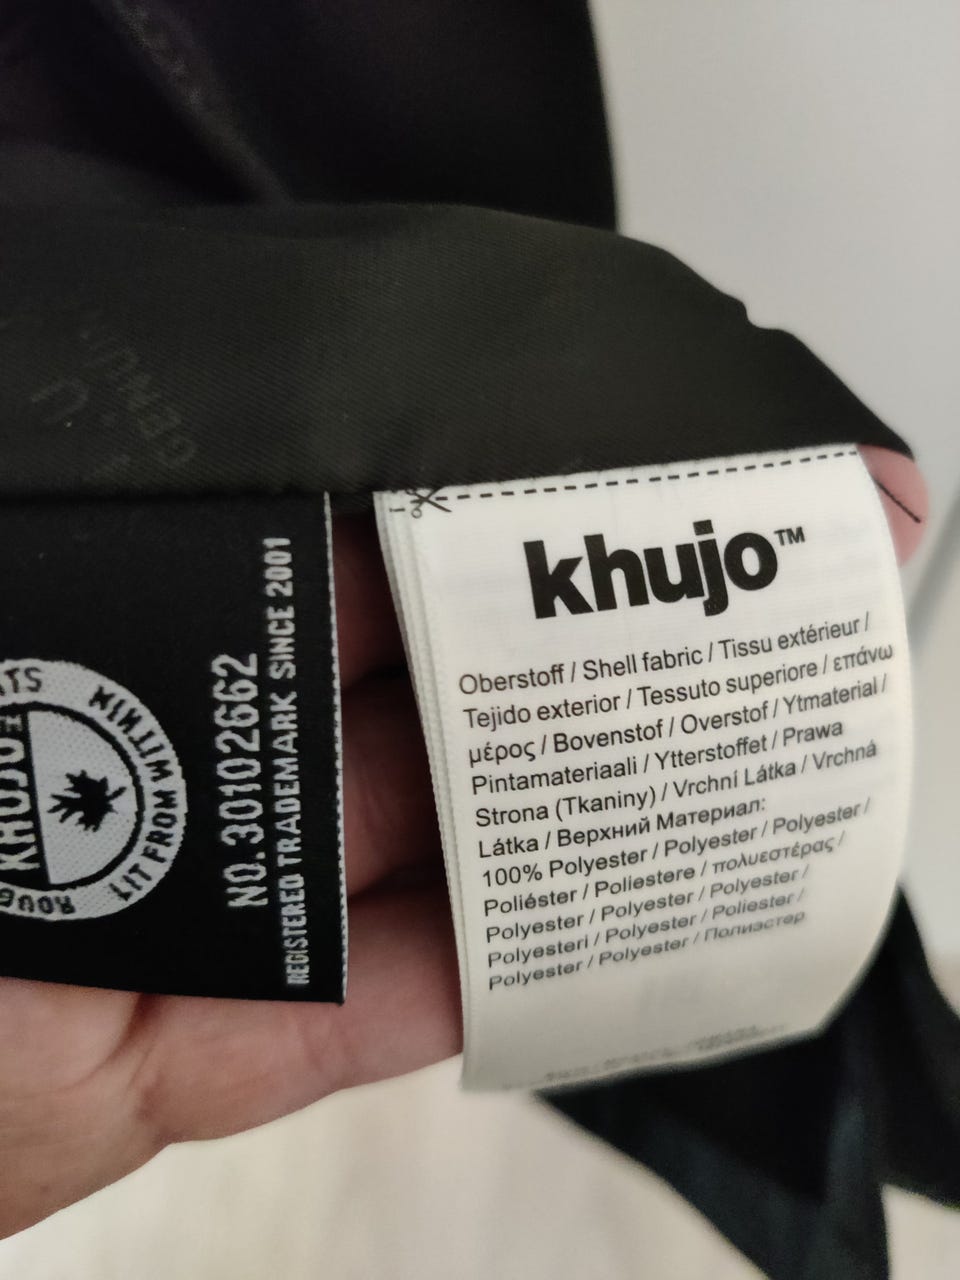 khujo™
Oberstoff / Shell fabric / Tissu extérieur /
Tejido exterior / Tessuto superiore / επάνω
μέρος / Bovenstof / Overstof / Ytmaterial /
Pintamateriaali / Ytterstoffet / Prawa
Strona (Tkaniny) / Vrchní Látka / Vrchná
Látka / Верхний Материал:
100% Polyester / Polyester / Polyester /
Poliéster / Poliestere / πολυεστέρας /
Polyester / Polyester / Polyester /
Polyesteri / Polyester / Poliester /
Polyester / Polyester / Полиэстер
NO.30102662
REGISTERED TRADEMARK SINCE 2001
LIT FROM WITHIN
KHUJO